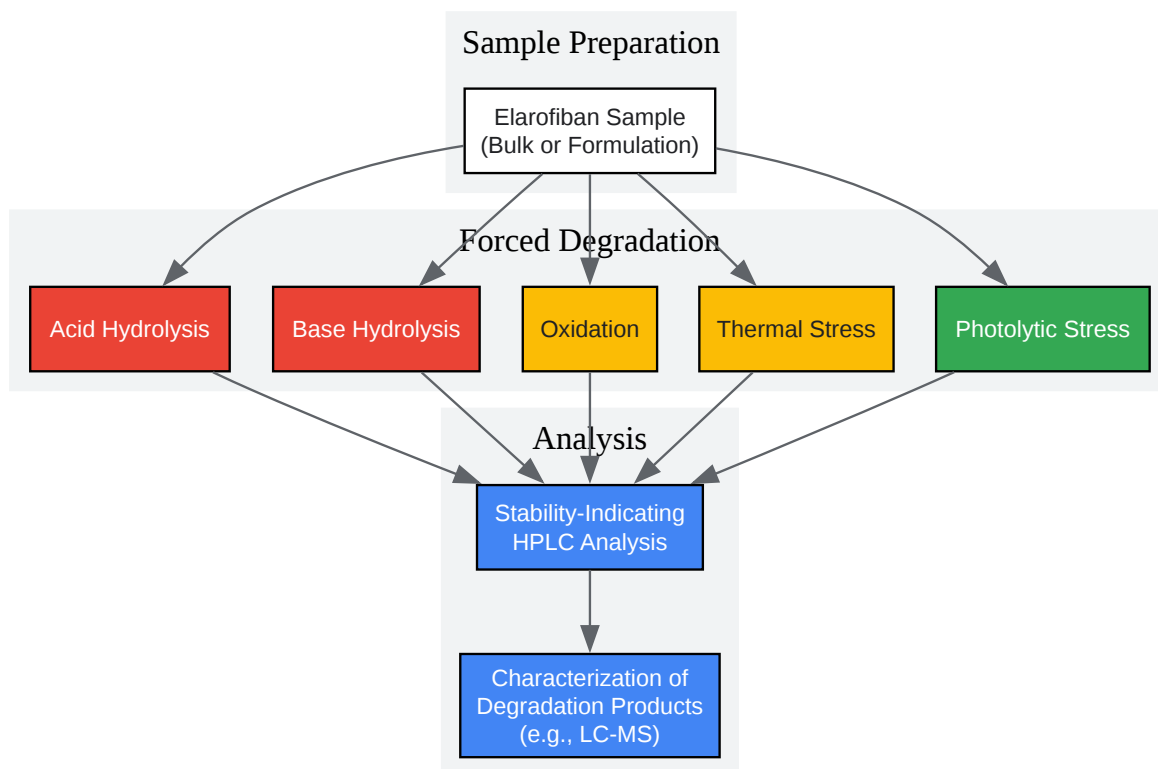 Sample Preparation
Elarofiban Sample
(Bulk or Formulation)
Forced Degradation
Acid Hydrolysis
Base Hydrolysis
Oxidation
Thermal Stress
Photolytic Stress
Analysis
Stability-Indicating
HPLC Analysis
Characterization of
Degradation Products
(e.g., LC-MS)